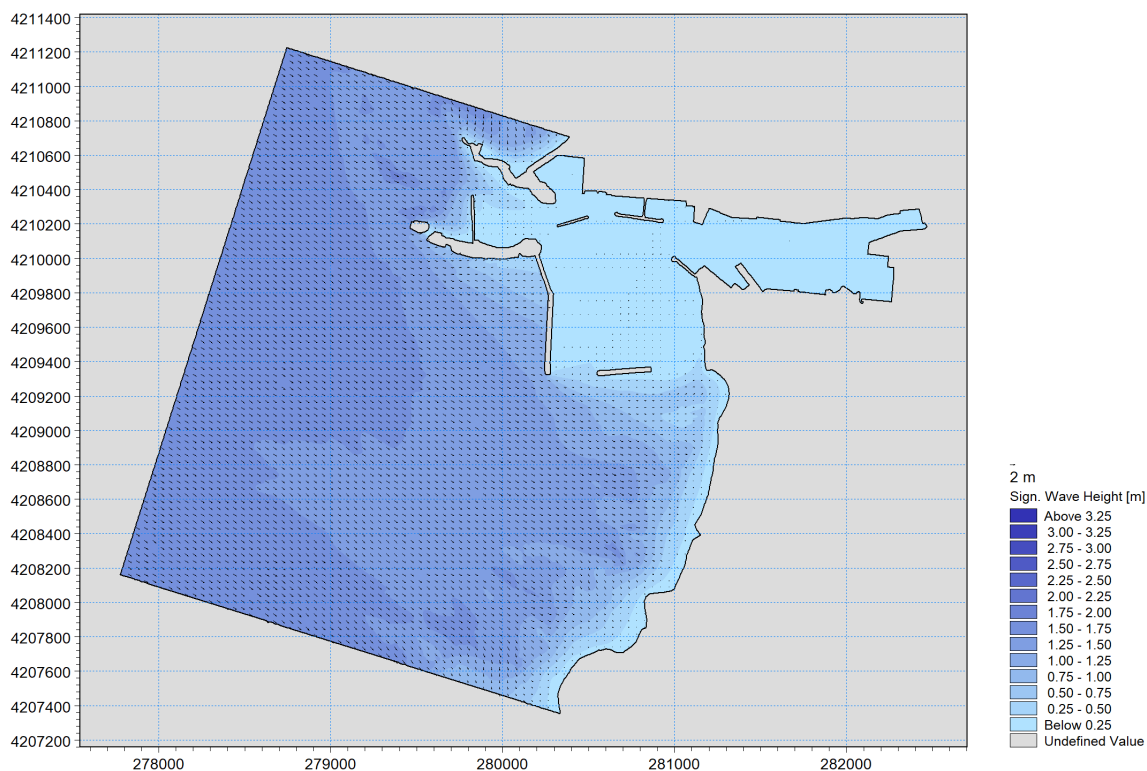 4211400
4211200
4211000
4210800
4210600
4210400
4210200
4210000
4209800
4209600
4209400
4209200
4209000
4208800
4208600
4208400
4208200
4208000
4207800
4207600
4207400
4207200
278000 279000 280000 281000 282000
2 m
Sign. Wave Height [m]
Above 3.25
3.00 - 3.25
2.75 - 3.00
2.50 - 2.75
2.25 - 2.50
2.00 - 2.25
1.75 - 2.00
1.50 - 1.75
1.25 - 1.50
1.00 - 1.25
0.75 - 1.00
0.50 - 0.75
0.25 - 0.50
Below 0.25
Undefined Value